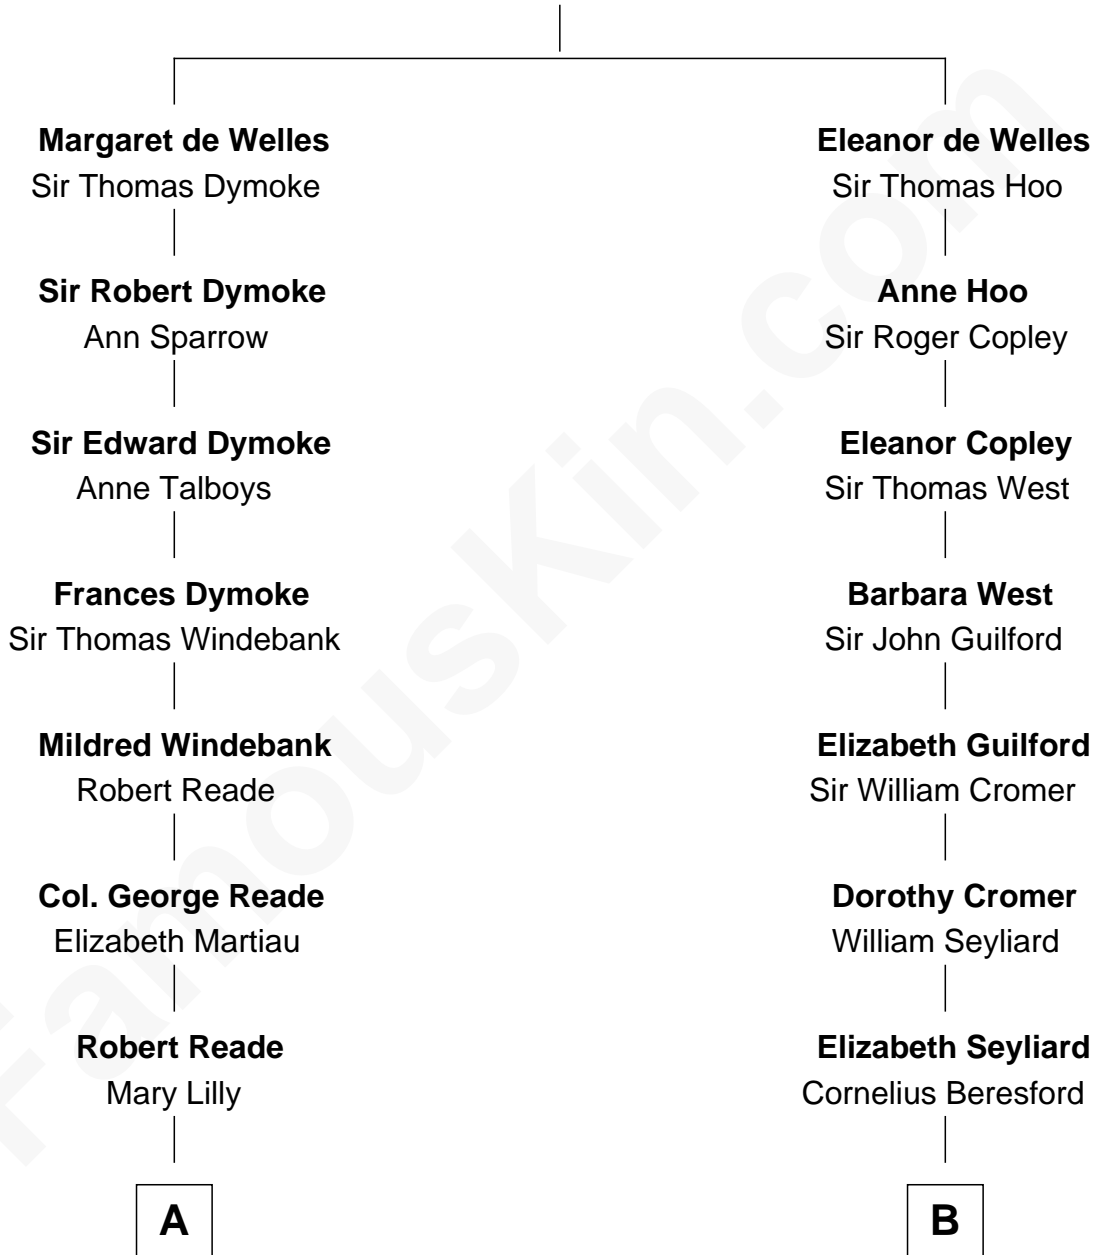 Margaret de Welles
Sir Thomas Dymoke
Eleanor de Welles
Sir Thomas Hoo
Sir Robert Dymoke
Ann Sparrow
Anne Hoo
Sir Roger Copley
Sir Edward Dymoke
Anne Talboys
Eleanor Copley
Sir Thomas West
Frances Dymoke
Sir Thomas Windebank
Barbara West
Sir John Guilford
Mildred Windebank
Robert Reade
Elizabeth Guilford
Sir William Cromer
Col. George Reade
Elizabeth Martiau
Dorothy Cromer
William Seyliard
Robert Reade
Mary Lilly
Elizabeth Seyliard
Cornelius Beresford
A
B
FamousKin.com